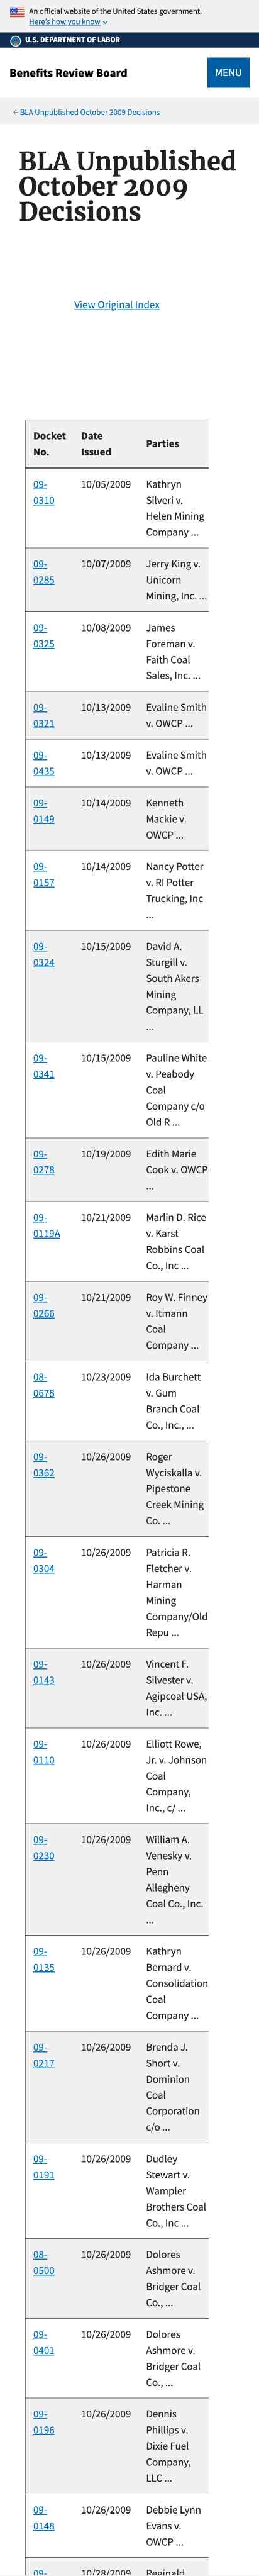 An official website of the United States government.
Here's how you know
U.S. DEPARTMENT OF LABOR
Benefits Review Board
MENU
BLA Unpublished October 2009 Decisions
BLA Unpublished
October 2009
Decisions
View Original Index
Docket Date
No. Issued Parties
09- 10/05/2009 Kathryn
0310 Silveri v.
Helen Mining
Company ...
09- 10/07/2009 Jerry King v.
0285 Unicorn
Mining, Inc. ...
09- 10/08/2009 James
0325 Foreman v.
Faith Coal
Sales, Inc. ...
09- 10/13/2009 Evaline Smith
0321 v. OWCP ...
09- 10/13/2009 Evaline Smith
0435 v. OWCP ...
09- 10/14/2009 Kenneth
0149 Mackie v.
OWCP ...
09- 10/14/2009 Nancy Potter
0157 v. RI Potter
Trucking, Inc
...
09- 10/15/2009 David A.
0324 Sturgill v.
South Akers
Mining
Company, LL
...
09- 10/15/2009 Pauline White
0341 v. Peabody
Coal
Company c/o
Old R ...
09- 10/19/2009 Edith Marie
0278 Cook v. OWCP
...
09- 10/21/2009 Marlin D. Rice
0119A v. Karst
Robbins Coal
Co., Inc ...
09- 10/21/2009 Roy W. Finney
0266 v. Itmann
Coal
Company ...
08- 10/23/2009 Ida Burchett
0678 v. Gum
Branch Coal
Co., Inc., ...
09- 10/26/2009 Roger
0362 Wyciskalla v.
Pipestone
Creek Mining
Co. ...
09- 10/26/2009 Patricia R.
0304 Fletcher v.
Harman
Mining
Company/Old
Repu ...
09- 10/26/2009 Vincent F.
0143 Silvester v.
Agipcoal USA,
Inc. ...
09- 10/26/2009 Elliott Rowe,
0110 Jr. v. Johnson
Coal
Company,
Inc., c/ ...
09- 10/26/2009 William A.
0230 Venesky v.
Penn
Allegheny
Coal Co., Inc.
...
09- 10/26/2009 Kathryn
0135 Bernard v.
Consolidation
Coal
Company ...
09- 10/26/2009 Brenda J.
0217 Short v.
Dominion
Coal
Corporation
c/o ...
09- 10/26/2009 Dudley
0191 Stewart v.
Wampler
Brothers Coal
Co., Inc ...
08- 10/26/2009 Dolores
0500 Ashmore v.
Bridger Coal
Co., ...
09- 10/26/2009 Dolores
0401 Ashmore v.
Bridger Coal
Co., ...
09- 10/26/2009 Dennis
0196 Phillips v.
Dixie Fuel
Company,
LLC ...
09- 10/26/2009 Debbie Lynn
0148 Evans v.
OWCP ...
09- 10/28/2009 Reginald